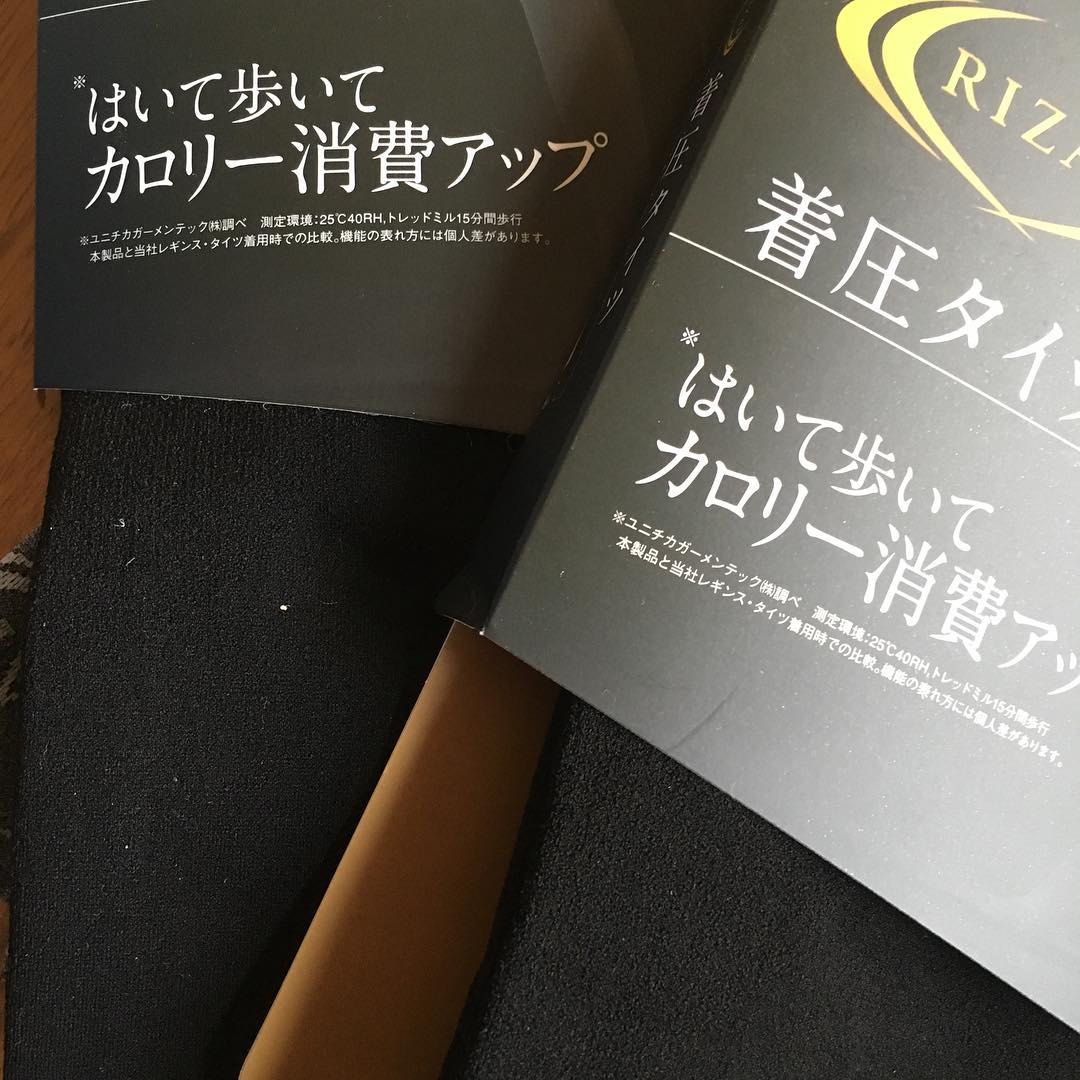 ※はいて歩いて
カロリー消費アップ
※ユニチカガーメンテック㈱調べ　測定環境:25℃40RH,トレッドミル15分間歩行
本製品と当社レギンス・タイツ着用時での比較。機能の表れ方には個人差があります。
着圧タイツ
RIZ
着圧タイツ
※はいて歩いて
カロリー消費アッ
※ユニチカガーメンテック㈱調べ　測定環境:25℃40RH,トレッドミル15分間歩行
本製品と当社レギンス・タイツ着用時での比較。機能の表れ方には個人差があります。